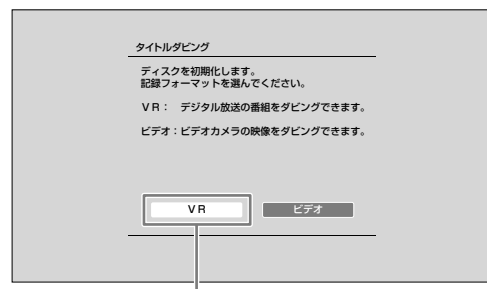 タイトルダビング
ディスクを初期化します。
記録フォーマットを選んでください。
ＶＲ：　デジタル放送の番組をダビングできます。
ビデオ：ビデオカメラの映像をダビングできます。
ＶＲ　ビデオ